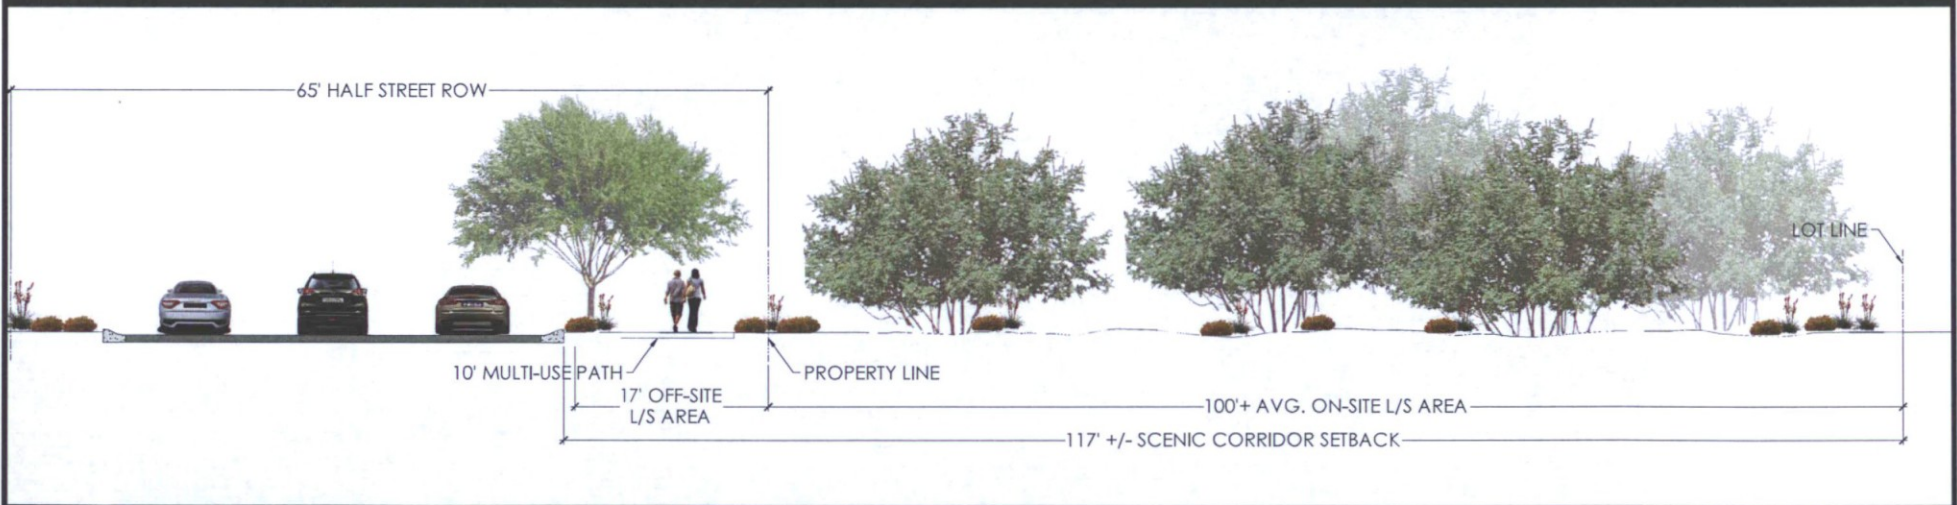 65' HALF STREET ROW
LOT LINE
10' MULTI-USE PATH
PROPERTY LINE
17' OFF-SITE
L/S AREA
100'+ AVG. ON-SITE L/S AREA
117' +/- SCENIC CORRIDOR SETBACK